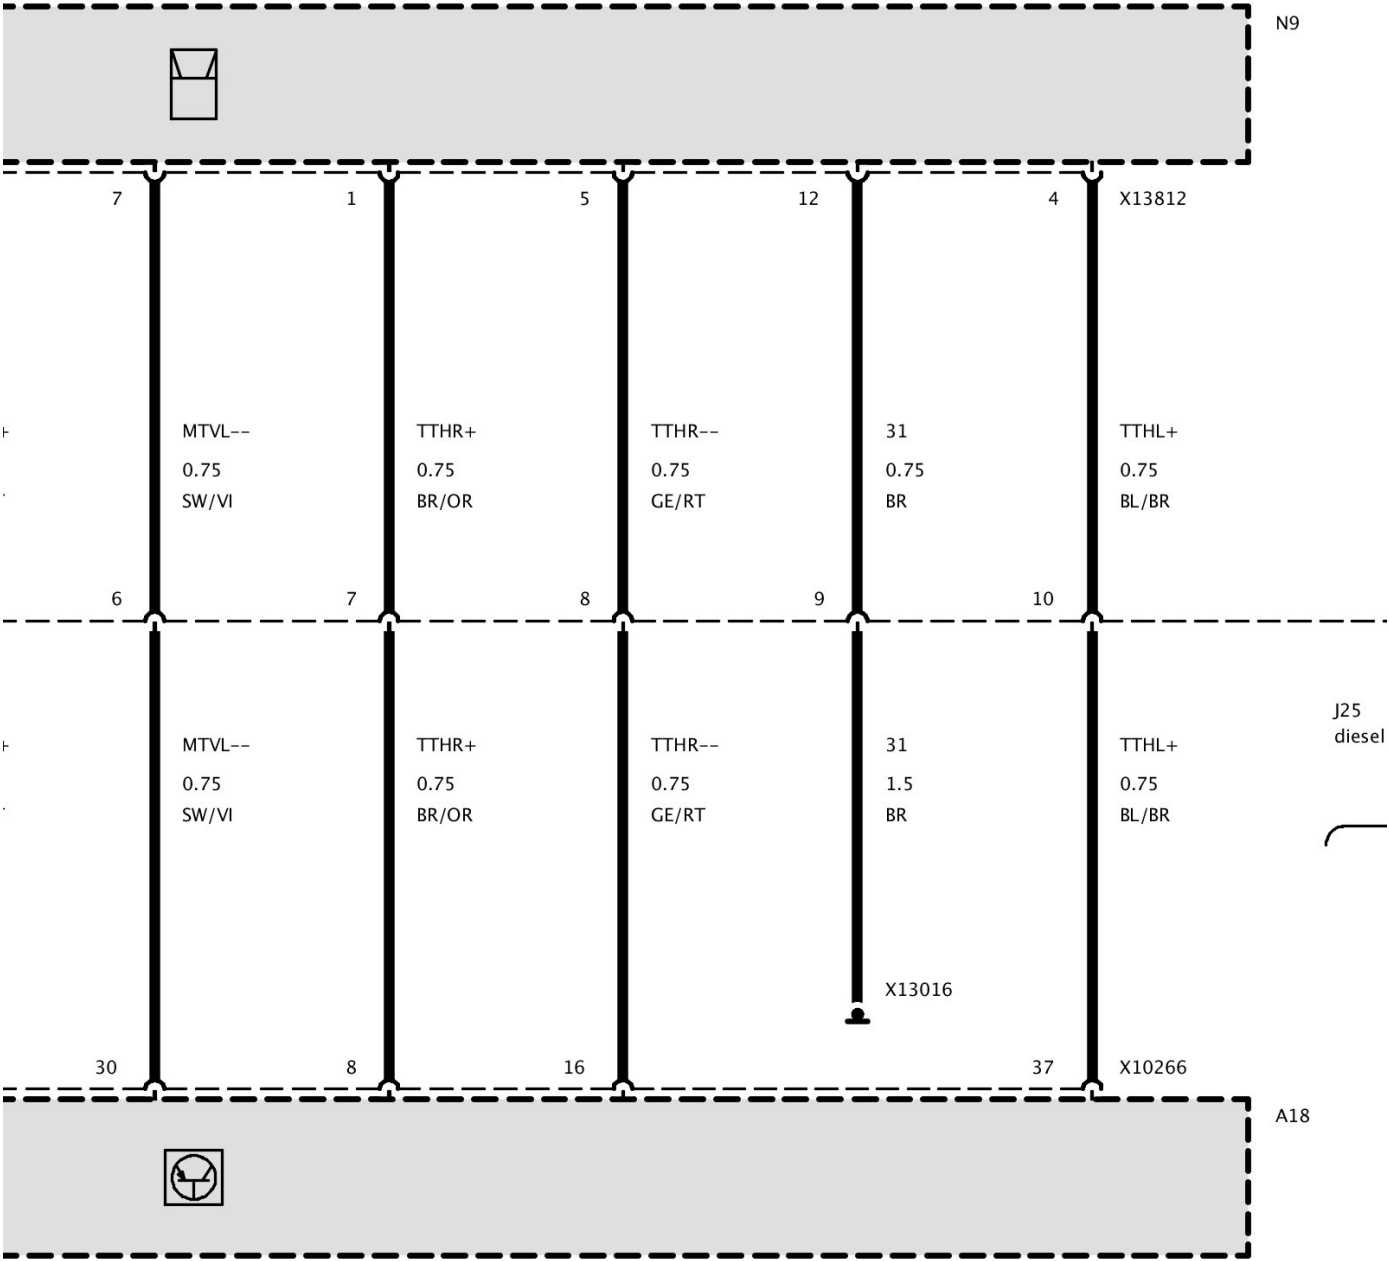 N9
7
1
5
12
4
X13812
+
MTVL--
TTHR+
TTHR--
31
TTHL+
0.75
0.75
0.75
0.75
0.75
SW/VI
BR/OR
GE/RT
BR
BL/BR
6
7
8
9
10
J25
diesel
+
MTVL--
TTHR+
TTHR--
31
TTHL+
0.75
0.75
0.75
1.5
0.75
SW/VI
BR/OR
GE/RT
BR
BL/BR
X13016
30
8
16
37
X10266
A18